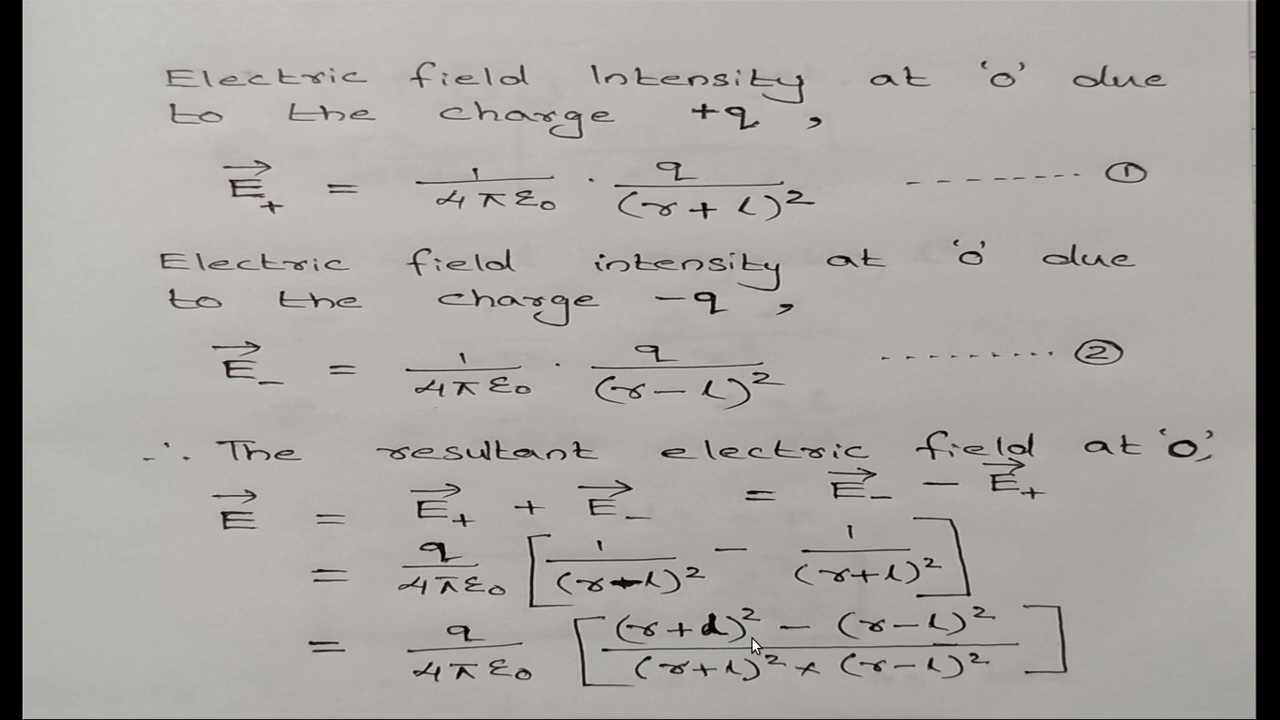 Electric field Intensity at 'o' due
to the charge +q,
E⃗₊ = 1/4πε₀ · q/(r+l)² -------- ①
Electric field intensity at 'o' due
to the charge -q,
E⃗₋ = 1/4πε₀ · q/(r-l)² --------- ②
∴ The resultant electric field at 'o',
E⃗ = E⃗₊ + E⃗₋ = E⃗₋ - E⃗₊
= q/4πε₀ [1/(r-l)² - 1/(r+l)²]
= q/4πε₀ [(r+d)² - (r-l)²/(r+l)² × (r-l)²]